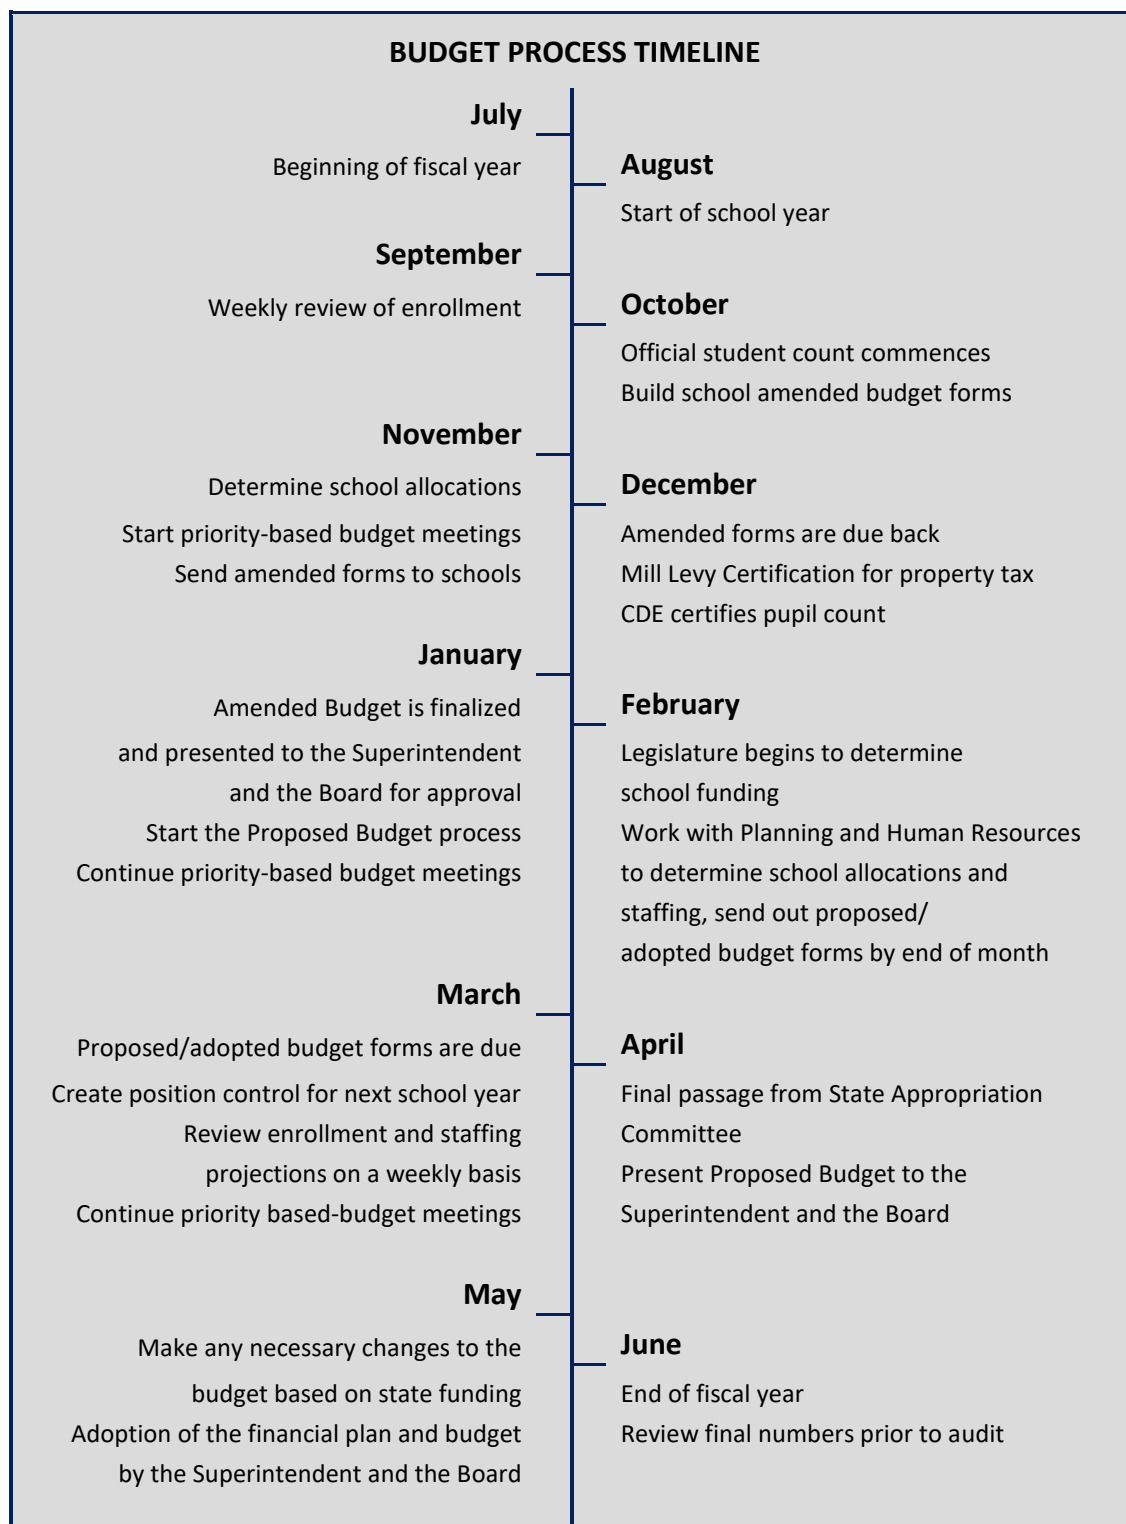 BUDGET PROCESS TIMELINE
July
Beginning of fiscal year
August
Start of school year
September
Weekly review of enrollment
October
Official student count commences
Build school amended budget forms
November
Determine school allocations
Start priority-based budget meetings
Send amended forms to schools
December
Amended forms are due back
Mill Levy Certification for property tax
CDE certifies pupil count
January
Amended Budget is finalized
and presented to the Superintendent
and the Board for approval
Start the Proposed Budget process
Continue priority-based budget meetings
February
Legislature begins to determine
school funding
Work with Planning and Human Resources
to determine school allocations and
staffing, send out proposed/
adopted budget forms by end of month
March
Proposed/adopted budget forms are due
Create position control for next school year
Review enrollment and staffing
projections on a weekly basis
Continue priority based-budget meetings
April
Final passage from State Appropriation
Committee
Present Proposed Budget to the
Superintendent and the Board
May
Make any necessary changes to the
budget based on state funding
Adoption of the financial plan and budget
by the Superintendent and the Board
June
End of fiscal year
Review final numbers prior to audit